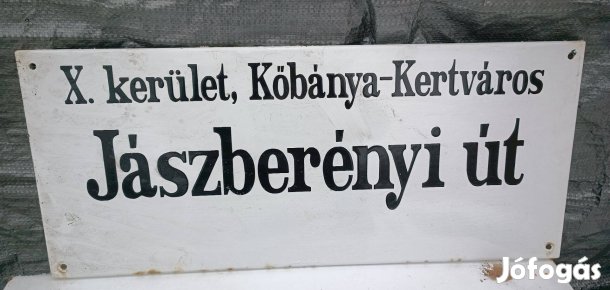 X. kerület, Kőbánya-Kertváros
Jászberényi út
Jófogás